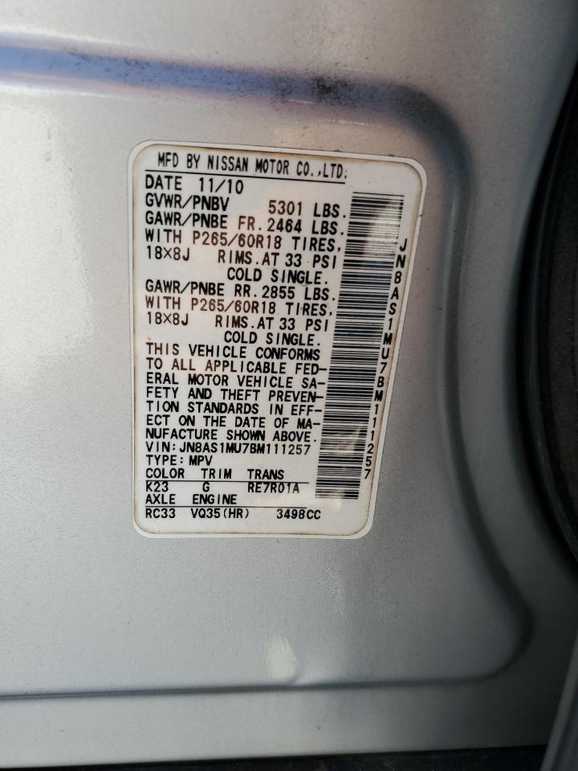 MFD BY NISSAN MOTOR CO.,LTD.
DATE 11/10
GVWR/PNBV 5301 LBS.
GAWR/PNBE FR. 2464 LBS.
WITH P265/60R18 TIRES,
18×8J RIMS. AT 33 PSI
COLD SINGLE.
GAWR/PNBE RR. 2855 LBS.
WITH P265/60R18 TIRES,
18×8J RIMS. AT 33 PSI
COLD SINGLE.
THIS VEHICLE CONFORMS
TO ALL APPLICABLE FED-
ERAL MOTOR VEHICLE SA-
FETY AND THEFT PREVEN-
TION STANDARDS IN EFF-
ECT ON THE DATE OF MA-
NUFACTURE SHOWN ABOVE.
VIN:JN8AS1MU7BM111257
TYPE: MPV
COLOR TRIM TRANS
K23 G RE7R01A
AXLE ENGINE
RC33 VQ35(HR) 3498CC
JN8AS1MU7BM111257